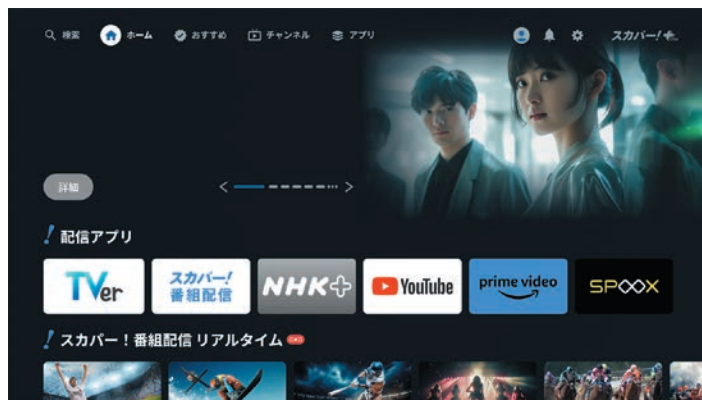 検索 ホーム おすすめ チャンネル アプリ スカパー!+
詳細
配信アプリ
TVer スカパー! 番組配信 NHK+ YouTube prime video SPOOX
スカパー!番組配信 リアルタイム